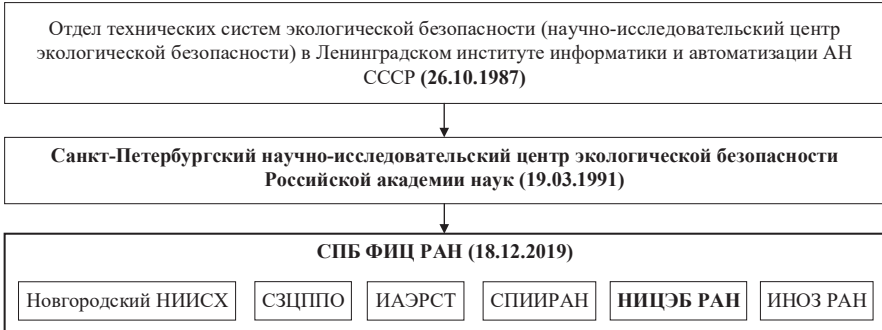 Отдел технических систем экологической безопасности (научно-исследовательский центр
экологической безопасности) в Ленинградском институте информатики и автоматизации АН
СССР (26.10.1987)
Санкт-Петербургский научно-исследовательский центр экологической безопасности
Российской академии наук (19.03.1991)
СПБ ФИЦ РАН (18.12.2019)
Новгородский НИИСХ СЗЦППО ИАЭРСТ СПИИРАН НИЦЭБ РАН ИНОЗ РАН